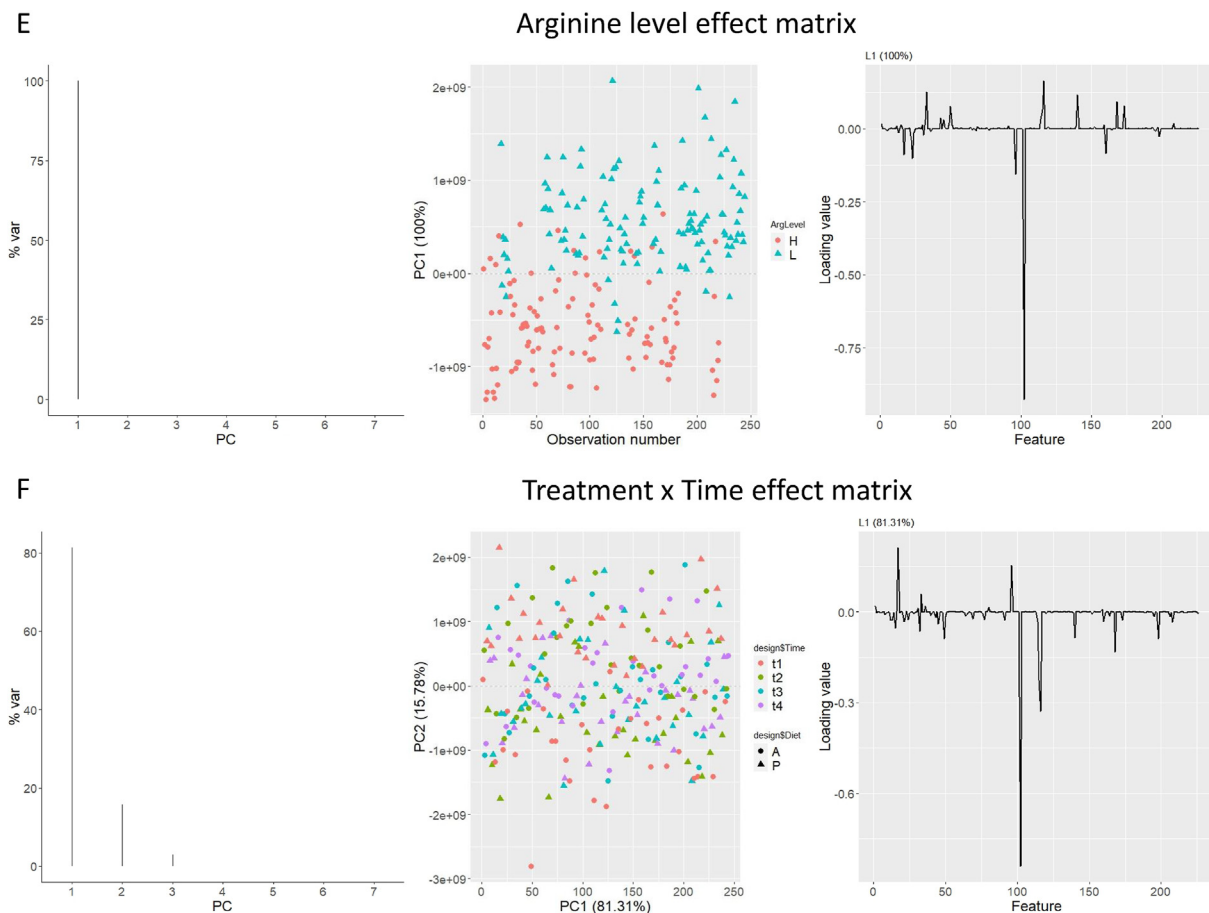 E
Arginine level effect matrix
L1 (100%)
100
75
50
25
0
% var
1 2 3 4 5 6 7
PC
2e+09
1e+09
0e+00
-1e+09
PC1 (100%)
0 50 100 150 200 250
Observation number
ArgLevel
H
L
0.00
-0.25
-0.50
-0.75
Loading value
0 50 100 150 200
Feature
F
Treatment x Time effect matrix
L1 (81.31%)
80
60
40
20
0
% var
1 2 3 4 5 6 7
PC
2e+09
1e+09
0e+00
-1e+09
-2e+09
-3e+09
PC2 (15.78%)
0 50 100 150 200 250
PC1 (81.31%)
design$Time
t1
t2
t3
t4
design$Diet
A
P
0.0
-0.3
-0.6
Loading value
0 50 100 150 200
Feature